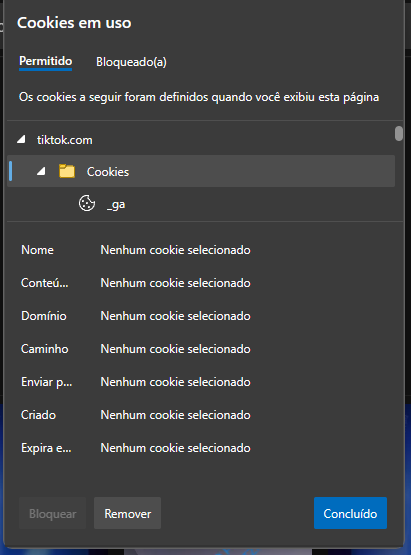 Cookies em uso
Permitido Bloqueado(a)
Os cookies a seguir foram definidos quando você exibiu esta página
tiktok.com
Cookies
_ga
Nome Nenhum cookie selecionado
Conteú... Nenhum cookie selecionado
Domínio Nenhum cookie selecionado
Caminho Nenhum cookie selecionado
Enviar p... Nenhum cookie selecionado
Criado Nenhum cookie selecionado
Expira e... Nenhum cookie selecionado
Bloquear Remover Concluído